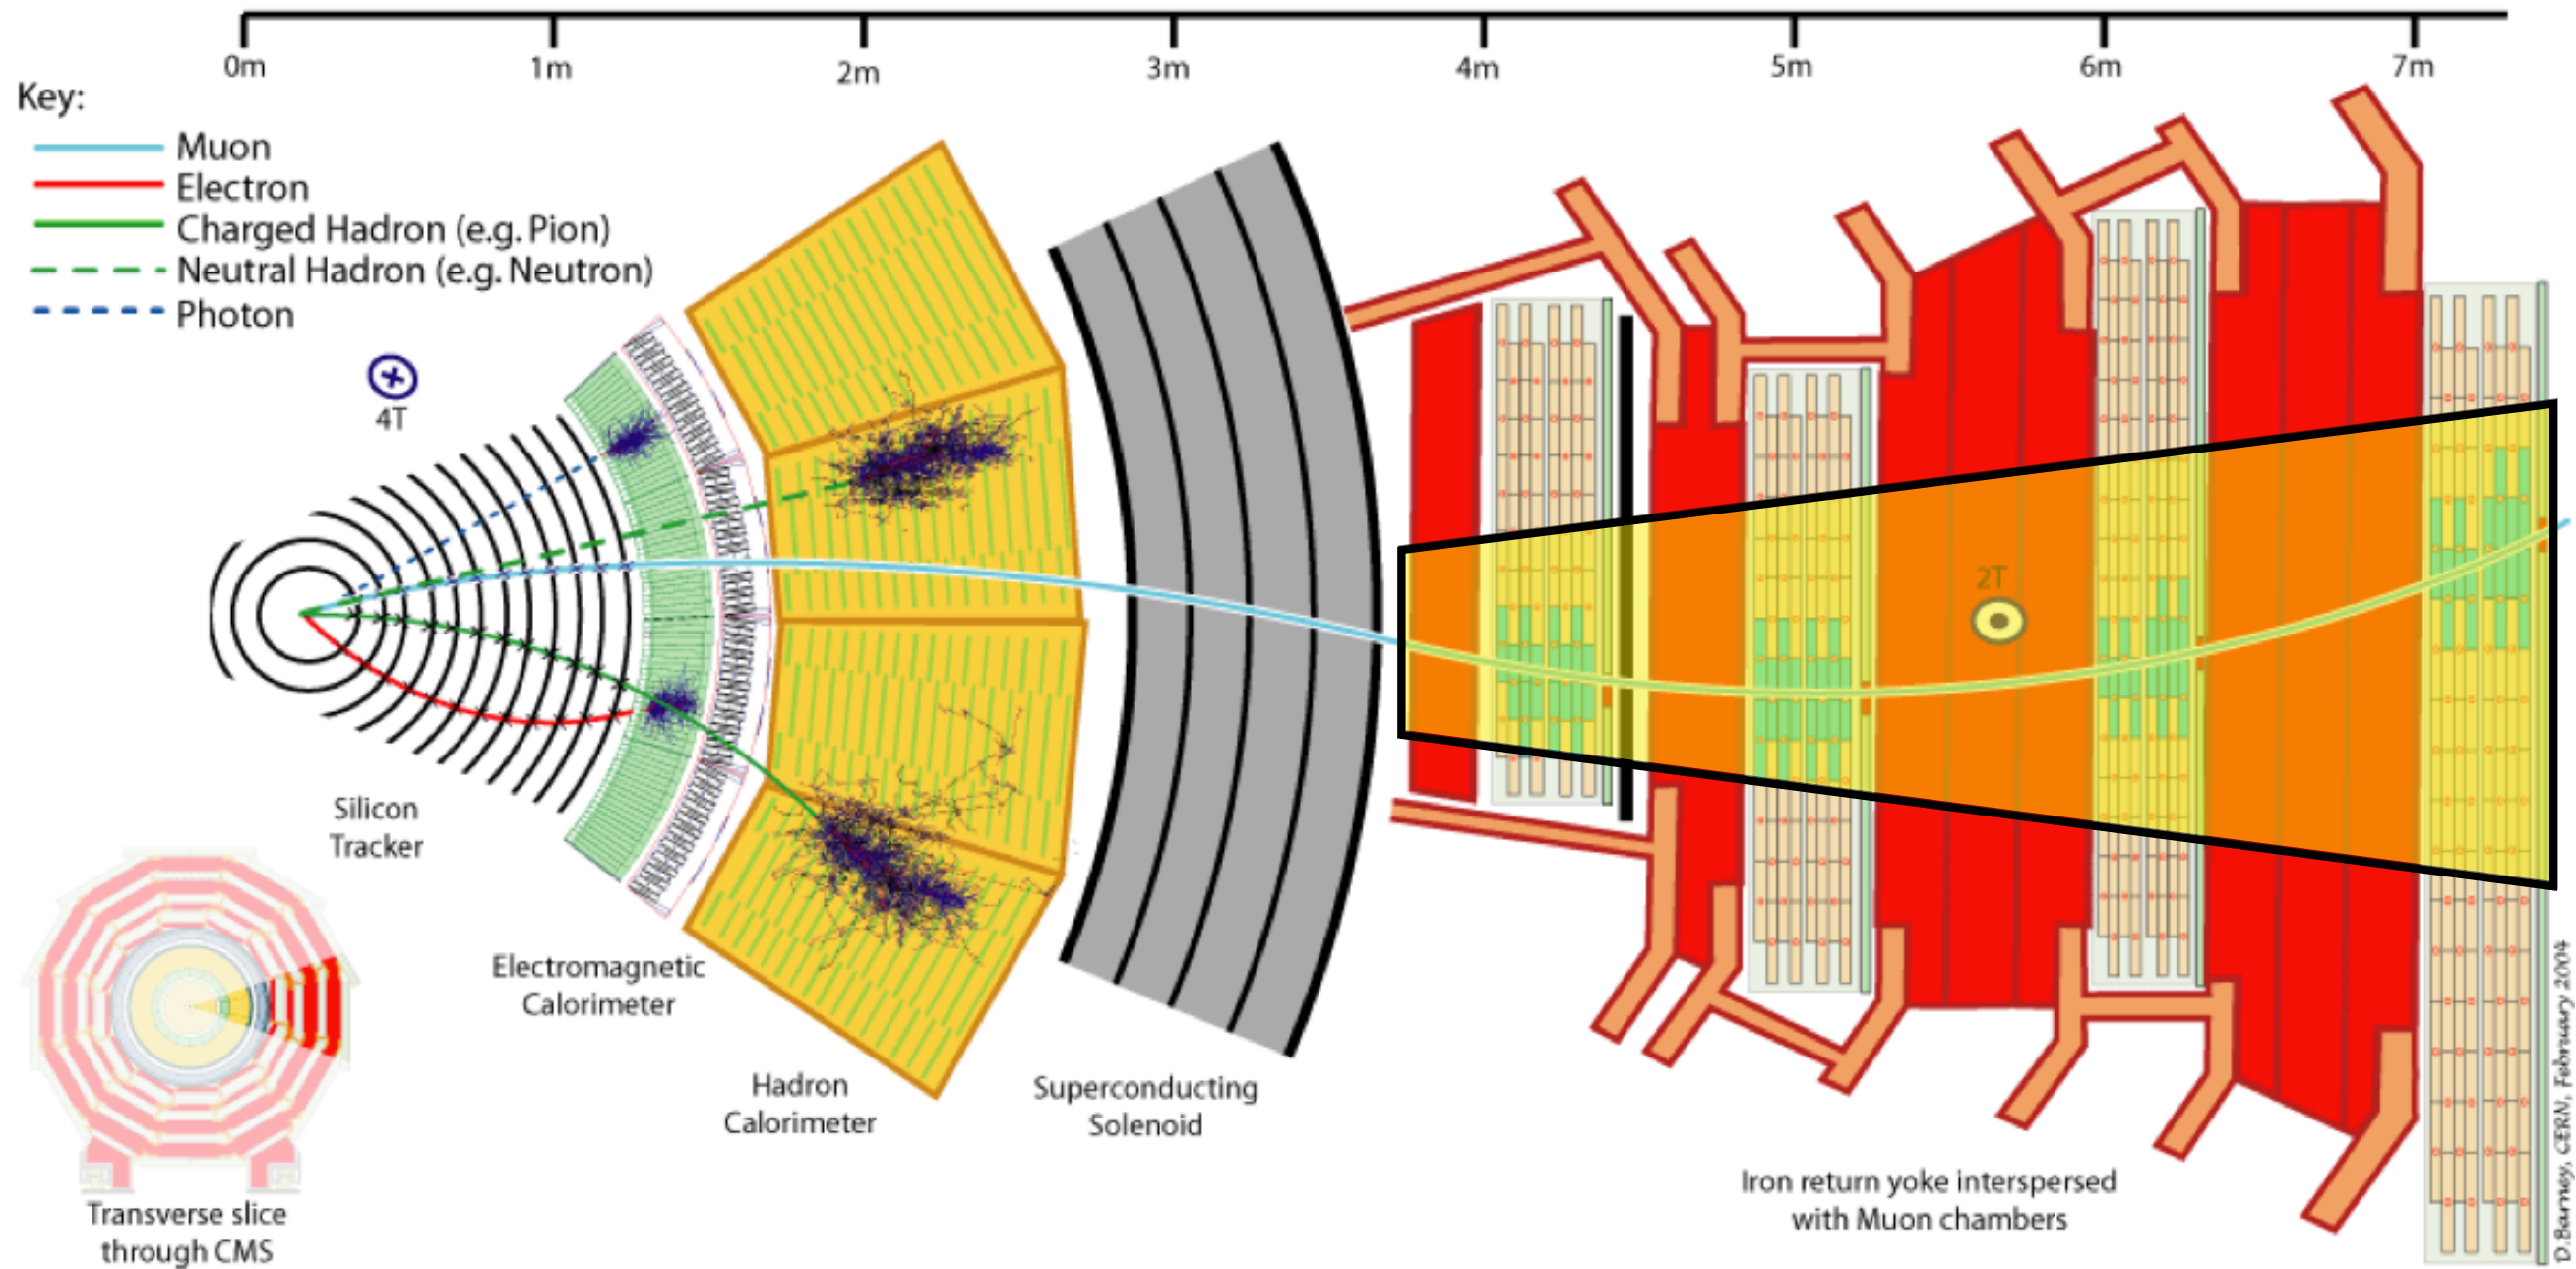 0m 1m 2m 3m 4m 5m 6m 7m
Key:
Muon
Electron
Charged Hadron (e.g. Pion)
Neutral Hadron (e.g. Neutron)
Photon
4T
2T
Silicon
Tracker
Electromagnetic
Calorimeter
Hadron
Calorimeter
Superconducting
Solenoid
Iron return yoke interspersed
with Muon chambers
Transverse slice
through CMS
D.Barney, CERN, February 2004